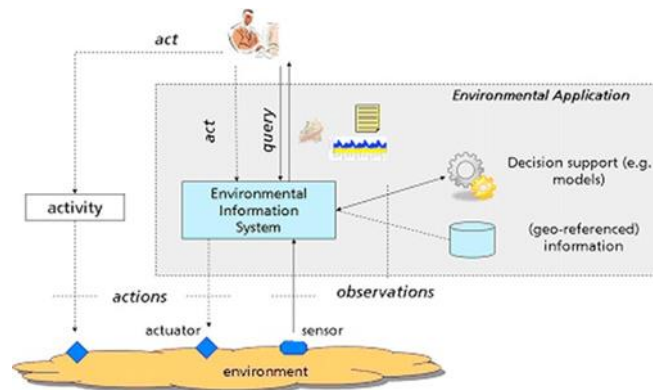 act
Environmental Application
act
query
Decision support (e.g.
models)
Environmental
Information
System
activity
(geo-referenced)
information
actions
observations
actuator
sensor
environment